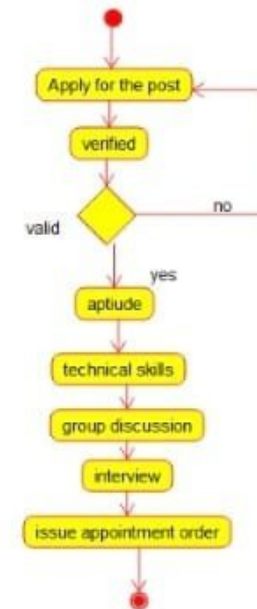 Apply for the post
verified
valid
no
yes
aptiude
technical skills
group discussion
interview
issue appointment order